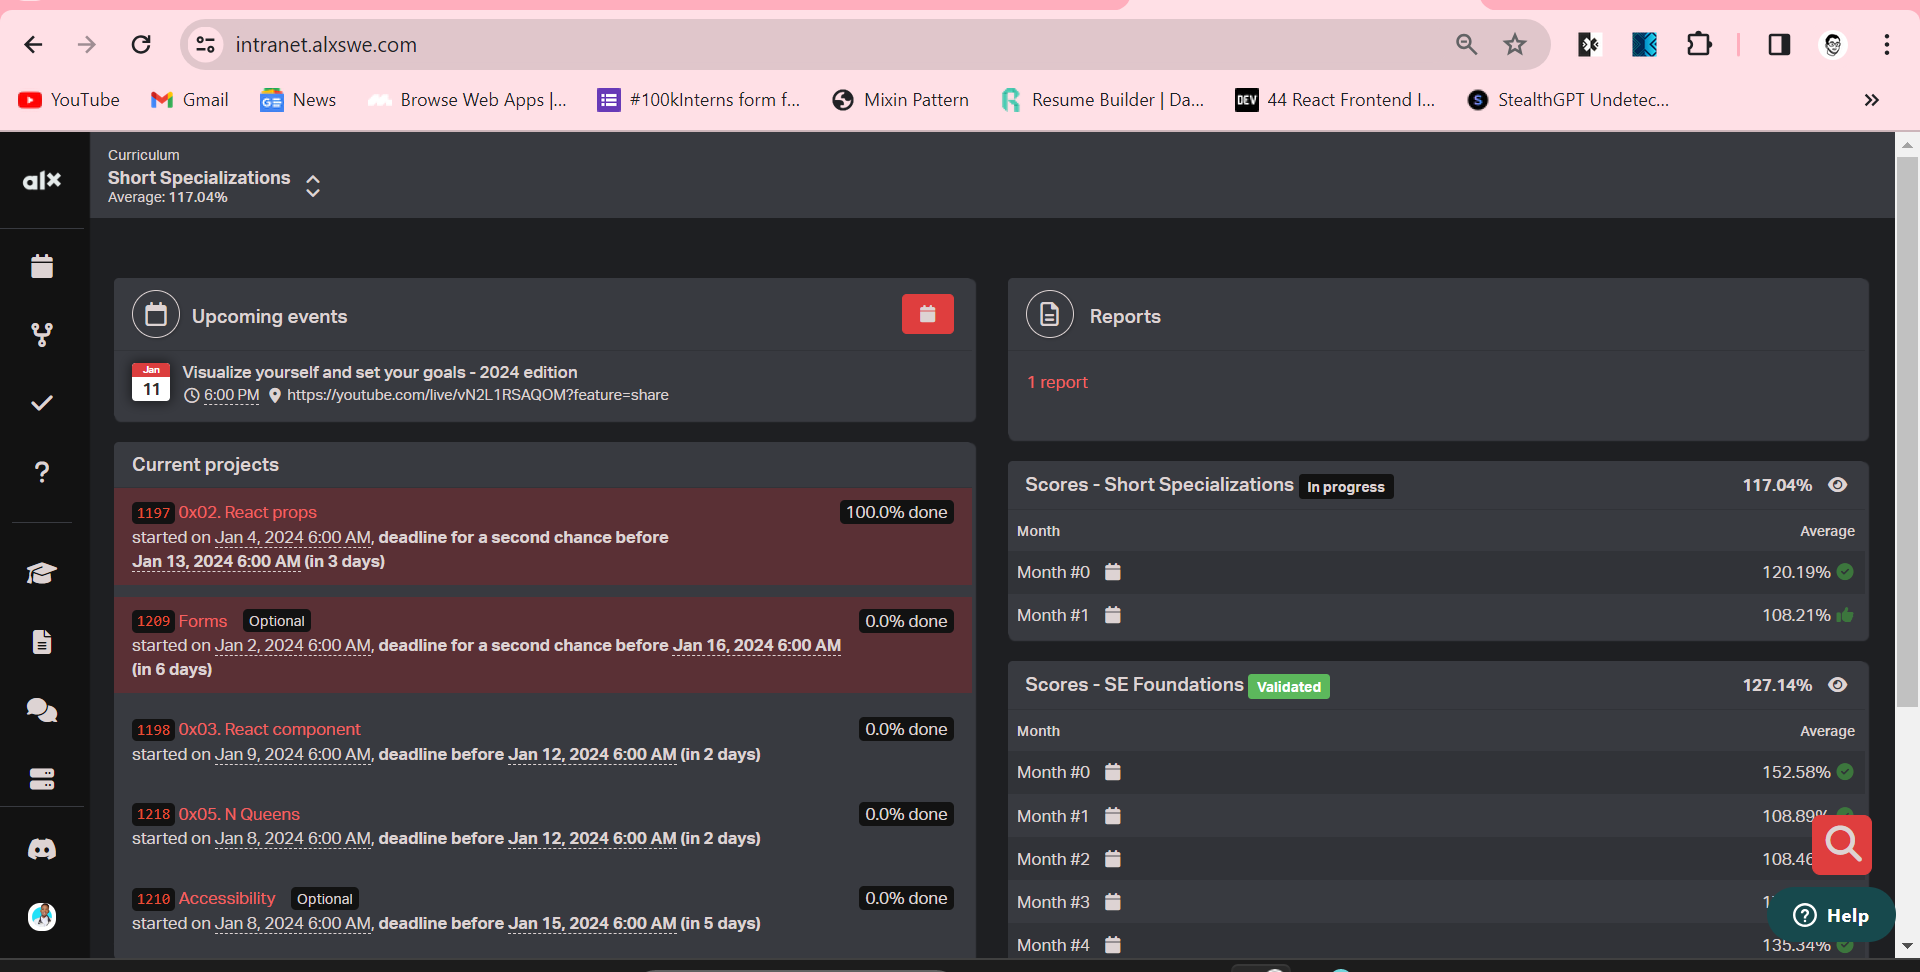 intranet.alxswe.com
YouTube
Gmail
News
Browse Web Apps |...
#100kInterns form f...
Mixin Pattern
Resume Builder | Da...
DEV
44 React Frontend I...
S
StealthGPT Undetec...
alx
Curriculum
Short Specializations
Average: 117.04%
Upcoming events
Jan
11
Visualize yourself and set your goals - 2024 edition
6:00 PM https://youtube.com/live/vN2L1RSAQOM?feature=share
Current projects
1197 0x02. React props 100.0% done
started on Jan 4, 2024 6:00 AM, deadline for a second chance before
Jan 13, 2024 6:00 AM (in 3 days)
1209 Forms Optional 0.0% done
started on Jan 2, 2024 6:00 AM, deadline for a second chance before Jan 16, 2024 6:00 AM
(in 6 days)
1198 0x03. React component 0.0% done
started on Jan 9, 2024 6:00 AM, deadline before Jan 12, 2024 6:00 AM (in 2 days)
1218 0x05. N Queens 0.0% done
started on Jan 8, 2024 6:00 AM, deadline before Jan 12, 2024 6:00 AM (in 2 days)
1210 Accessibility Optional 0.0% done
started on Jan 8, 2024 6:00 AM, deadline before Jan 15, 2024 6:00 AM (in 5 days)
Reports
1 report
Scores - Short Specializations In progress 117.04%
Month Average
Month #0 120.19%
Month #1 108.21%
Scores - SE Foundations Validated 127.14%
Month Average
Month #0 152.58%
Month #1 108.89%
Month #2 108.46
Month #3
Month #4 135.34%
Help